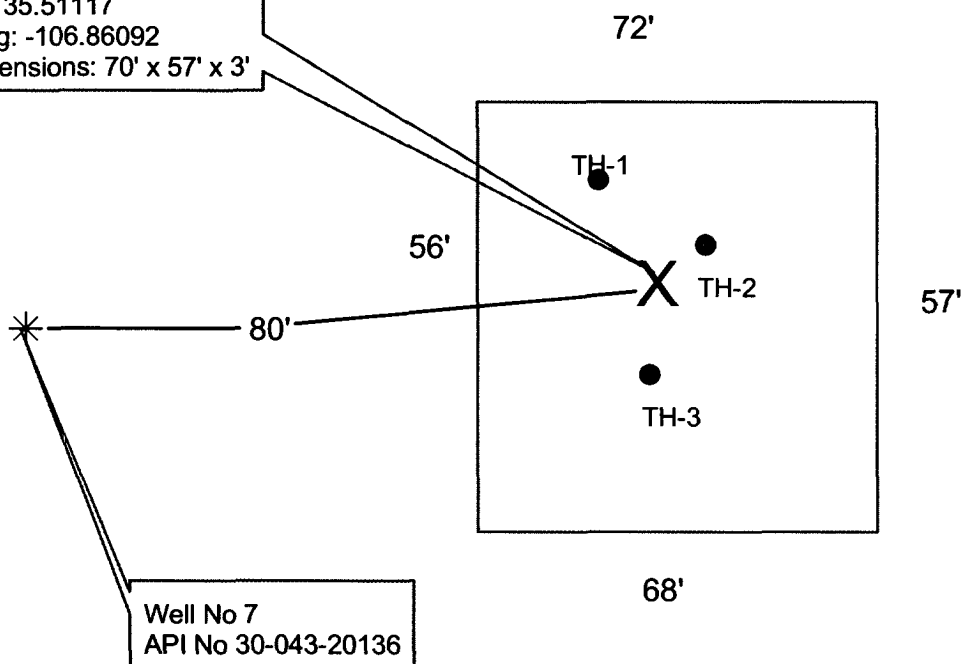 35.51117
g: -106.86092
ensions: 70' x 57' x 3'
72'
TH-1
56'
TH-2
57'
80'
TH-3
68'
Well No 7
API No 30-043-20136